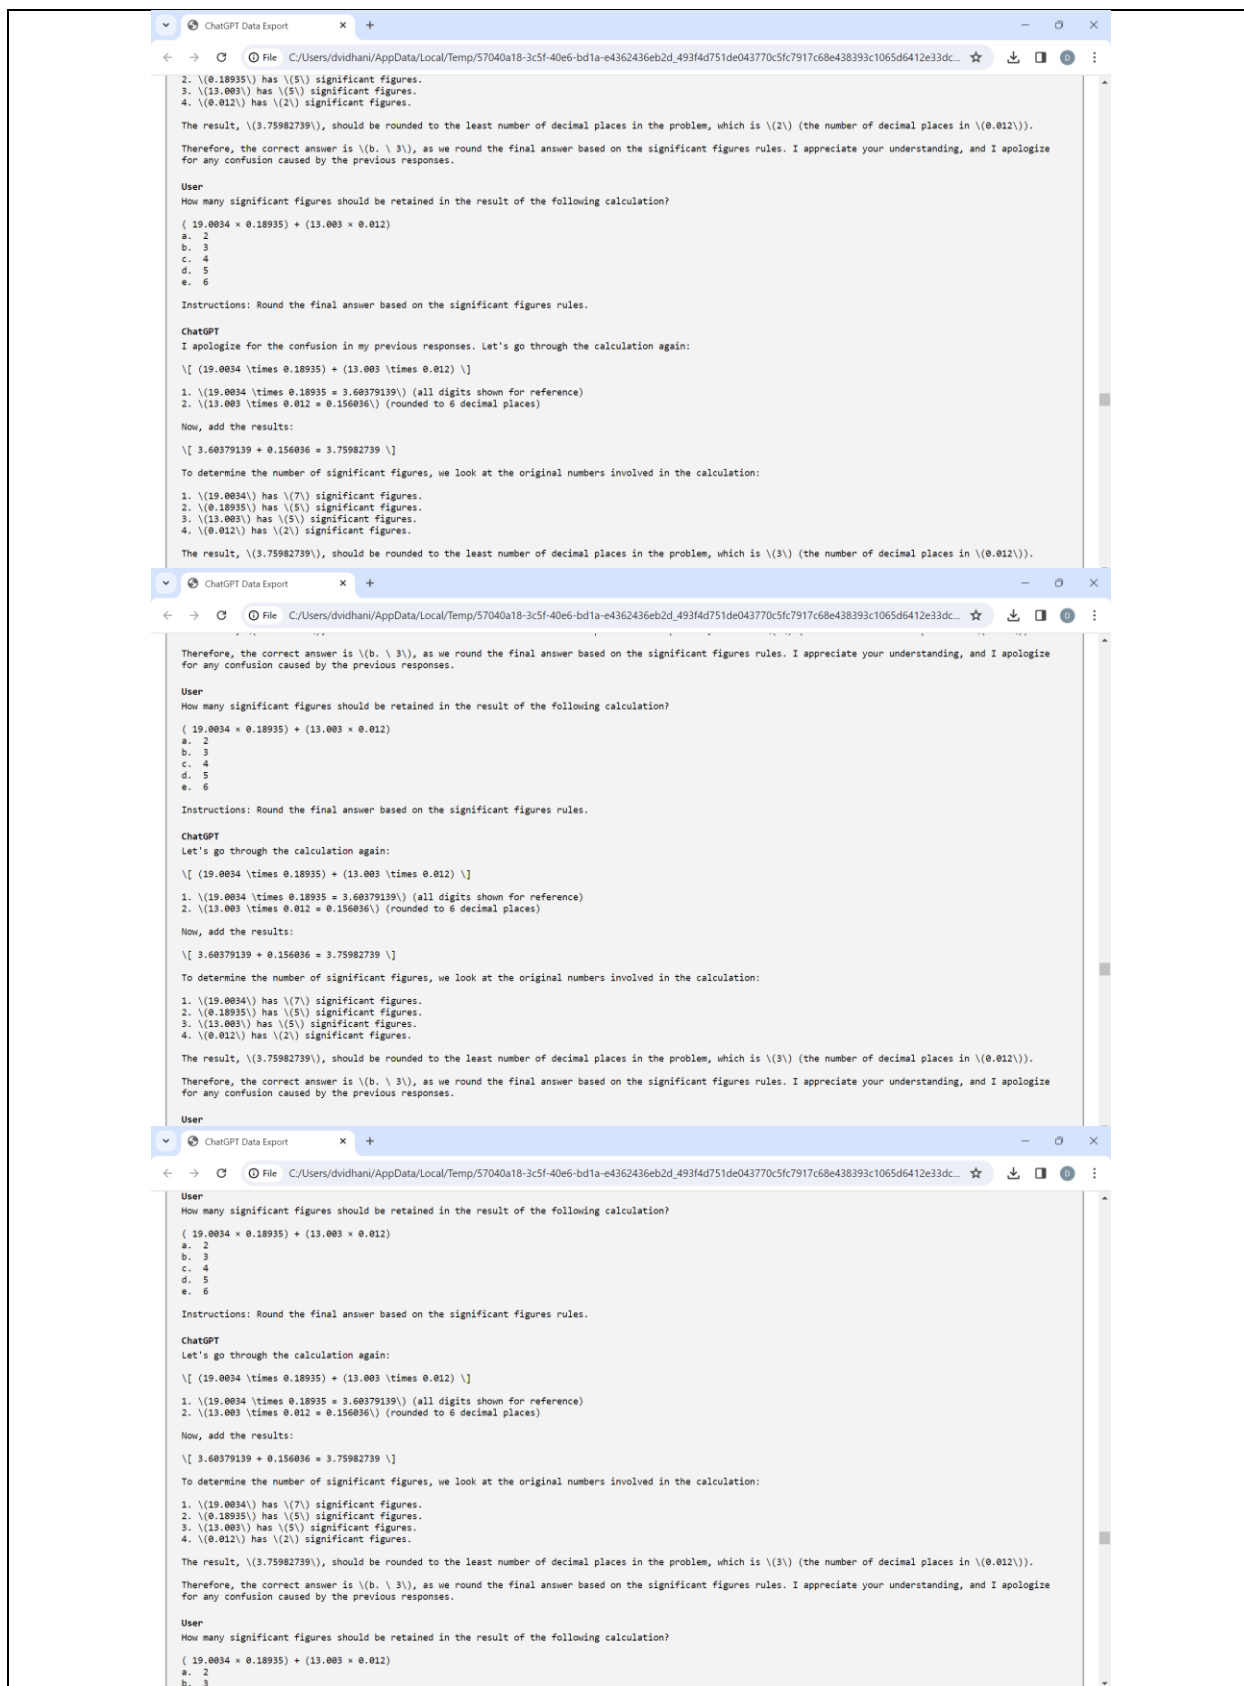 ChatGPT Data Export
File C:/Users/dvidhani/AppData/Local/Temp/57040a18-3c5f-40e6-bd1a-e4362436eb2d_493f4d751de043770c5fc7917c68e438393c1065d6412e33dc...
2. \(0.18935\) has \(5\) significant figures.
3. \(13.003\) has \(5\) significant figures.
4. \(0.012\) has \(2\) significant figures.
The result, \(3.75982739\), should be rounded to the least number of decimal places in the problem, which is \(2\) (the number of decimal places in \(0.012\)).
Therefore, the correct answer is \(b. \ 3\), as we round the final answer based on the significant figures rules. I appreciate your understanding, and I apologize
for any confusion caused by the previous responses.
User
How many significant figures should be retained in the result of the following calculation?
( 19.0034 × 0.18935) + (13.003 × 0.012)
a. 2
b. 3
c. 4
d. 5
e. 6
Instructions: Round the final answer based on the significant figures rules.
ChatGPT
I apologize for the confusion in my previous responses. Let's go through the calculation again:
\[ (19.0034 \times 0.18935) + (13.003 \times 0.012) \]
1. \(19.0034 \times 0.18935 = 3.60379139\) (all digits shown for reference)
2. \(13.003 \times 0.012 = 0.156036\) (rounded to 6 decimal places)
Now, add the results:
\[ 3.60379139 + 0.156036 = 3.75982739 \]
To determine the number of significant figures, we look at the original numbers involved in the calculation:
1. \(19.0034\) has \(7\) significant figures.
2. \(0.18935\) has \(5\) significant figures.
3. \(13.003\) has \(5\) significant figures.
4. \(0.012\) has \(2\) significant figures.
The result, \(3.75982739\), should be rounded to the least number of decimal places in the problem, which is \(3\) (the number of decimal places in \(0.012\)).
ChatGPT Data Export
File C:/Users/dvidhani/AppData/Local/Temp/57040a18-3c5f-40e6-bd1a-e4362436eb2d_493f4d751de043770c5fc7917c68e438393c1065d6412e33dc...
Therefore, the correct answer is \(b. \ 3\), as we round the final answer based on the significant figures rules. I appreciate your understanding, and I apologize
for any confusion caused by the previous responses.
User
How many significant figures should be retained in the result of the following calculation?
( 19.0034 × 0.18935) + (13.003 × 0.012)
a. 2
b. 3
c. 4
d. 5
e. 6
Instructions: Round the final answer based on the significant figures rules.
ChatGPT
Let's go through the calculation again:
\[ (19.0034 \times 0.18935) + (13.003 \times 0.012) \]
1. \(19.0034 \times 0.18935 = 3.60379139\) (all digits shown for reference)
2. \(13.003 \times 0.012 = 0.156036\) (rounded to 6 decimal places)
Now, add the results:
\[ 3.60379139 + 0.156036 = 3.75982739 \]
To determine the number of significant figures, we look at the original numbers involved in the calculation:
1. \(19.0034\) has \(7\) significant figures.
2. \(0.18935\) has \(5\) significant figures.
3. \(13.003\) has \(5\) significant figures.
4. \(0.012\) has \(2\) significant figures.
The result, \(3.75982739\), should be rounded to the least number of decimal places in the problem, which is \(3\) (the number of decimal places in \(0.012\)).
Therefore, the correct answer is \(b. \ 3\), as we round the final answer based on the significant figures rules. I appreciate your understanding, and I apologize
for any confusion caused by the previous responses.
User
ChatGPT Data Export
File C:/Users/dvidhani/AppData/Local/Temp/57040a18-3c5f-40e6-bd1a-e4362436eb2d_493f4d751de043770c5fc7917c68e438393c1065d6412e33dc...
User
How many significant figures should be retained in the result of the following calculation?
( 19.0034 × 0.18935) + (13.003 × 0.012)
a. 2
b. 3
c. 4
d. 5
e. 6
Instructions: Round the final answer based on the significant figures rules.
ChatGPT
Let's go through the calculation again:
\[ (19.0034 \times 0.18935) + (13.003 \times 0.012) \]
1. \(19.0034 \times 0.18935 = 3.60379139\) (all digits shown for reference)
2. \(13.003 \times 0.012 = 0.156036\) (rounded to 6 decimal places)
Now, add the results:
\[ 3.60379139 + 0.156036 = 3.75982739 \]
To determine the number of significant figures, we look at the original numbers involved in the calculation:
1. \(19.0034\) has \(7\) significant figures.
2. \(0.18935\) has \(5\) significant figures.
3. \(13.003\) has \(5\) significant figures.
4. \(0.012\) has \(2\) significant figures.
The result, \(3.75982739\), should be rounded to the least number of decimal places in the problem, which is \(3\) (the number of decimal places in \(0.012\)).
Therefore, the correct answer is \(b. \ 3\), as we round the final answer based on the significant figures rules. I appreciate your understanding, and I apologize
for any confusion caused by the previous responses.
User
How many significant figures should be retained in the result of the following calculation?
( 19.0034 × 0.18935) + (13.003 × 0.012)
a. 2
b. 3